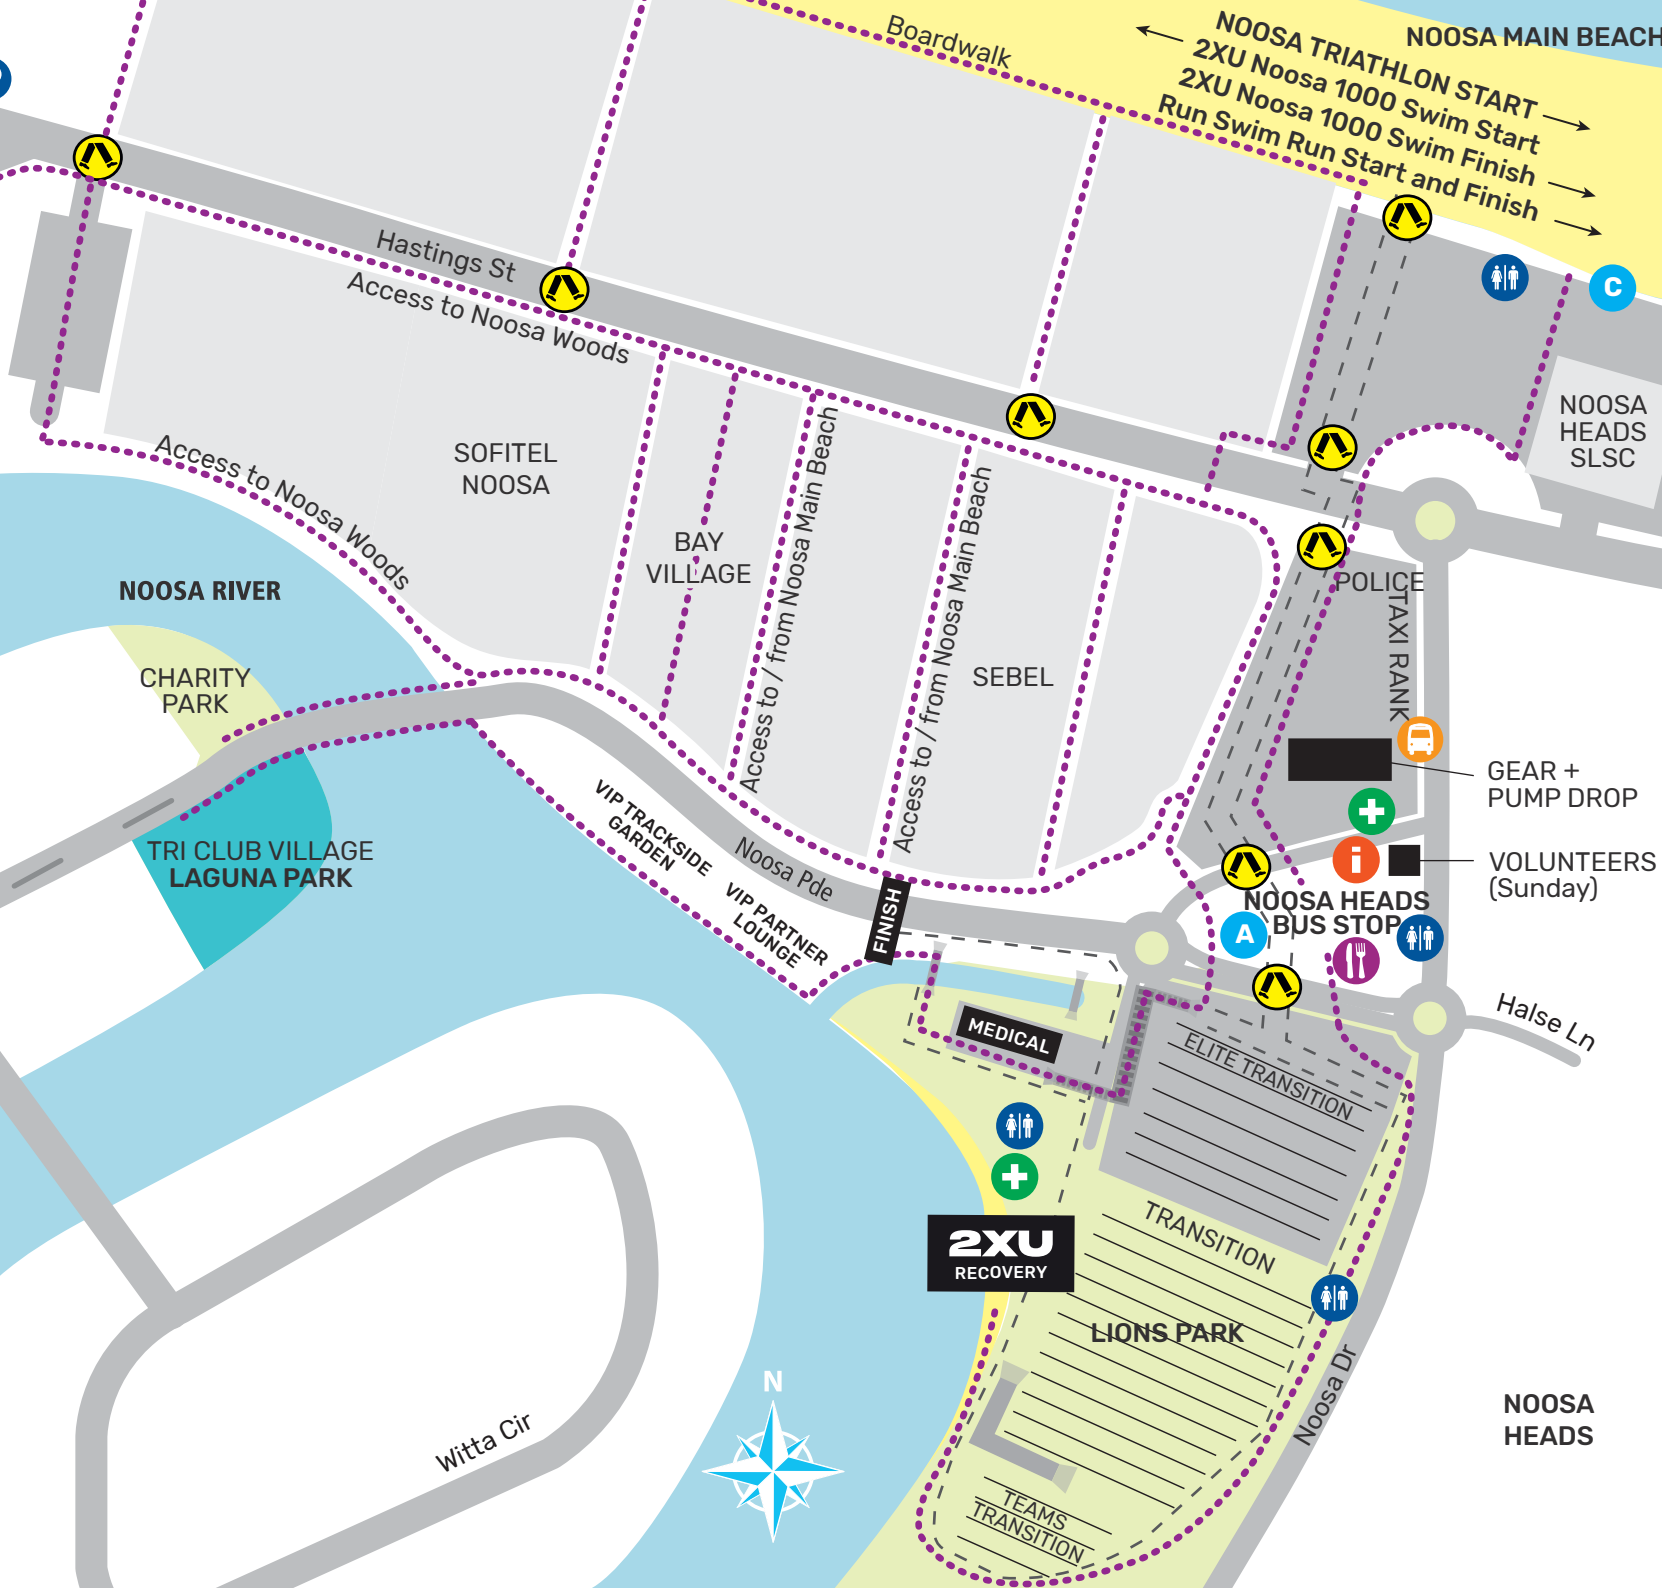 Boardwalk
NOOSA MAIN BEACH
NOOSA TRIATHLON START
2XU Noosa 1000 Swim Start
2XU Noosa 1000 Swim Finish
Run Swim Run Start and Finish
Hastings St
Access to Noosa Woods
C
NOOSA
HEADS
SLSC
Access to Noosa Woods
SOFITEL
NOOSA
BAY
VILLAGE
Access to / from Noosa Main Beach
Access to / from Noosa Main Beach
SEBEL
POLICE
TAXI RANK
NOOSA RIVER
CHARITY
PARK
GEAR +
PUMP DROP
TRI CLUB VILLAGE
LAGUNA PARK
VIP TRACKSIDE
GARDEN
Noosa Pde
VIP PARTNER
LOUNGE
FINISH
i
VOLUNTEERS
(Sunday)
NOOSA HEADS
BUS STOP
A
MEDICAL
Halse Ln
ELITE TRANSITION
TRANSITION
2XU
RECOVERY
LIONS PARK
Noosa Dr
NOOSA
HEADS
N
Witta Cir
TEAMS
TRANSITION